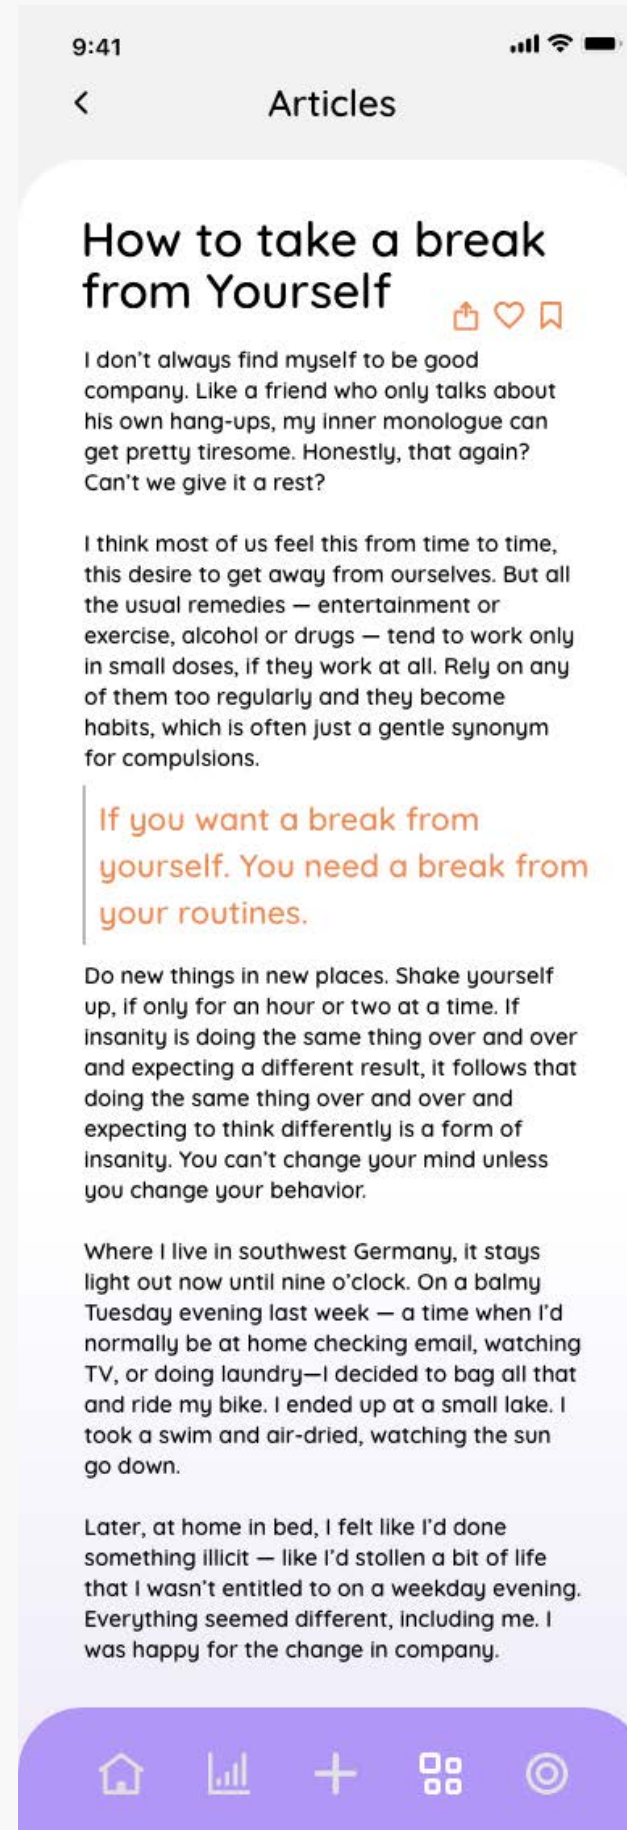 9:41
Articles
How to take a break
from Yourself
I don't always find myself to be good
company. Like a friend who only talks about
his own hang-ups, my inner monologue can
get pretty tiresome. Honestly, that again?
Can't we give it a rest?
I think most of us feel this from time to time,
this desire to get away from ourselves. But all
the usual remedies — entertainment or
exercise, alcohol or drugs — tend to work only
in small doses, if they work at all. Rely on any
of them too regularly and they become
habits, which is often just a gentle synonym
for compulsions.
If you want a break from
yourself. You need a break from
your routines.
Do new things in new places. Shake yourself
up, if only for an hour or two at a time. If
insanity is doing the same thing over and over
and expecting a different result, it follows that
doing the same thing over and over and
expecting to think differently is a form of
insanity. You can't change your mind unless
you change your behavior.
Where I live in southwest Germany, it stays
light out now until nine o'clock. On a balmy
Tuesday evening last week — a time when I'd
normally be at home checking email, watching
TV, or doing laundry—I decided to bag all that
and ride my bike. I ended up at a small lake. I
took a swim and air-dried, watching the sun
go down.
Later, at home in bed, I felt like I'd done
something illicit — like I'd stollen a bit of life
that I wasn't entitled to on a weekday evening.
Everything seemed different, including me. I
was happy for the change in company.